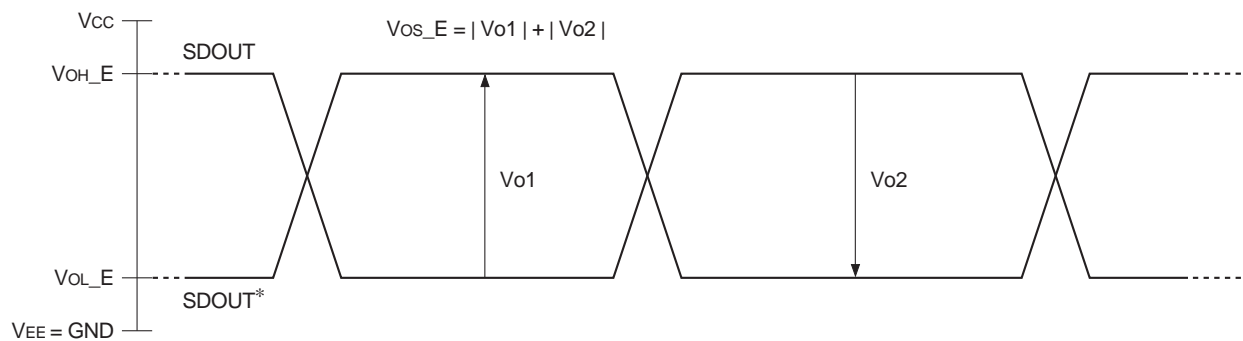 VCC
VOS_E = | Vo1 | + | Vo2 |
SDOUT
VOH_E
Vo1
Vo2
VOL_E
SDOUT*
VEE = GND